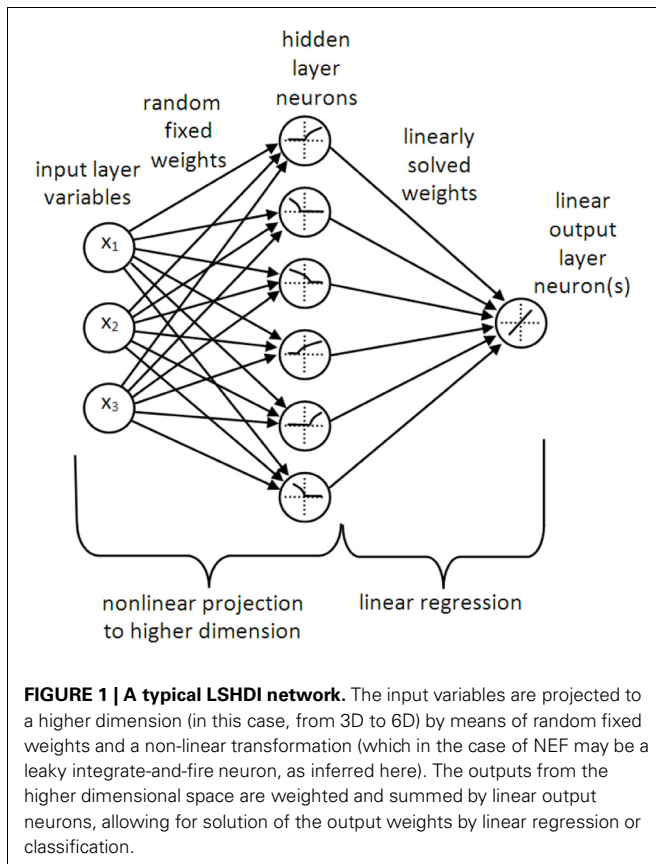 hidden
layer
neurons
random
fixed
weights
linearly
solved
weights
input layer
variables
linear
output
layer
neuron(s)
x1
x2
x3
nonlinear projection
to higher dimension
linear regression
FIGURE 1 | A typical LSHDI network. The input variables are projected to
a higher dimension (in this case, from 3D to 6D) by means of random fixed
weights and a non-linear transformation (which in the case of NEF may be a
leaky integrate-and-fire neuron, as inferred here). The outputs from the
higher dimensional space are weighted and summed by linear output
neurons, allowing for solution of the output weights by linear regression or
classification.